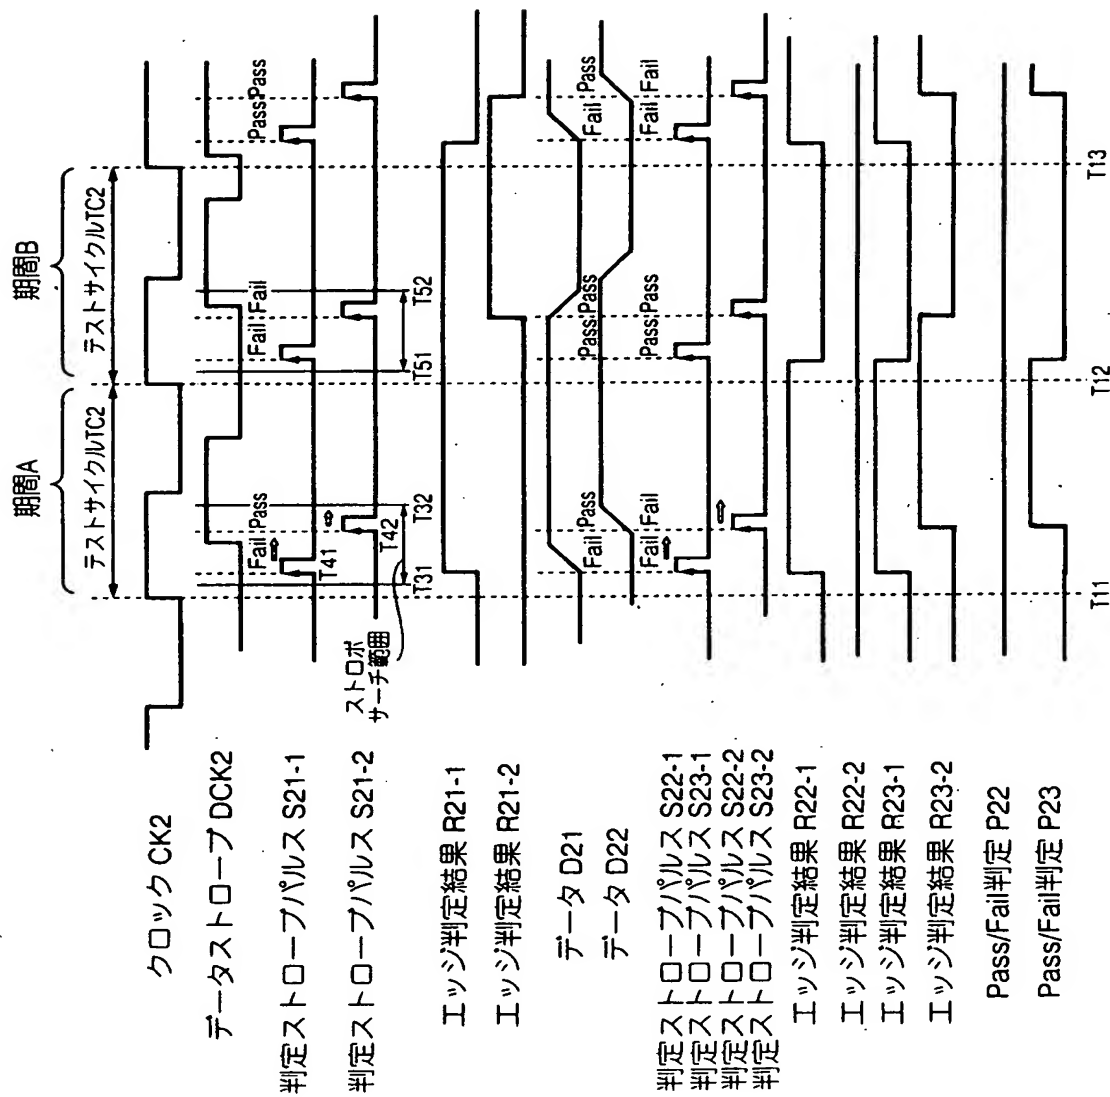 期間A
期間B
テストサイクルTC2
テストサイクルTC2
クロック CK2
データストローブ DCK2
Fail
Pass
Fail
Fail
Pass
Pass
判定ストローブパルス S21-1
T41
判定ストローブパルス S21-2
ストロボ
サーチ範囲
T31
T42
T32
T51
T52
エッジ判定結果 R21-1
エッジ判定結果 R21-2
データ D21
Fail
Pass
Pass
Pass
Fail
Pass
データ D22
Fail
Fail
Pass
Pass
Fail
Fail
判定ストローブパルス S22-1
判定ストローブパルス S23-1
判定ストローブパルス S22-2
判定ストローブパルス S23-2
エッジ判定結果 R22-1
エッジ判定結果 R22-2
エッジ判定結果 R23-1
エッジ判定結果 R23-2
Pass/Fail判定 P22
Pass/Fail判定 P23
T11
T12
T13